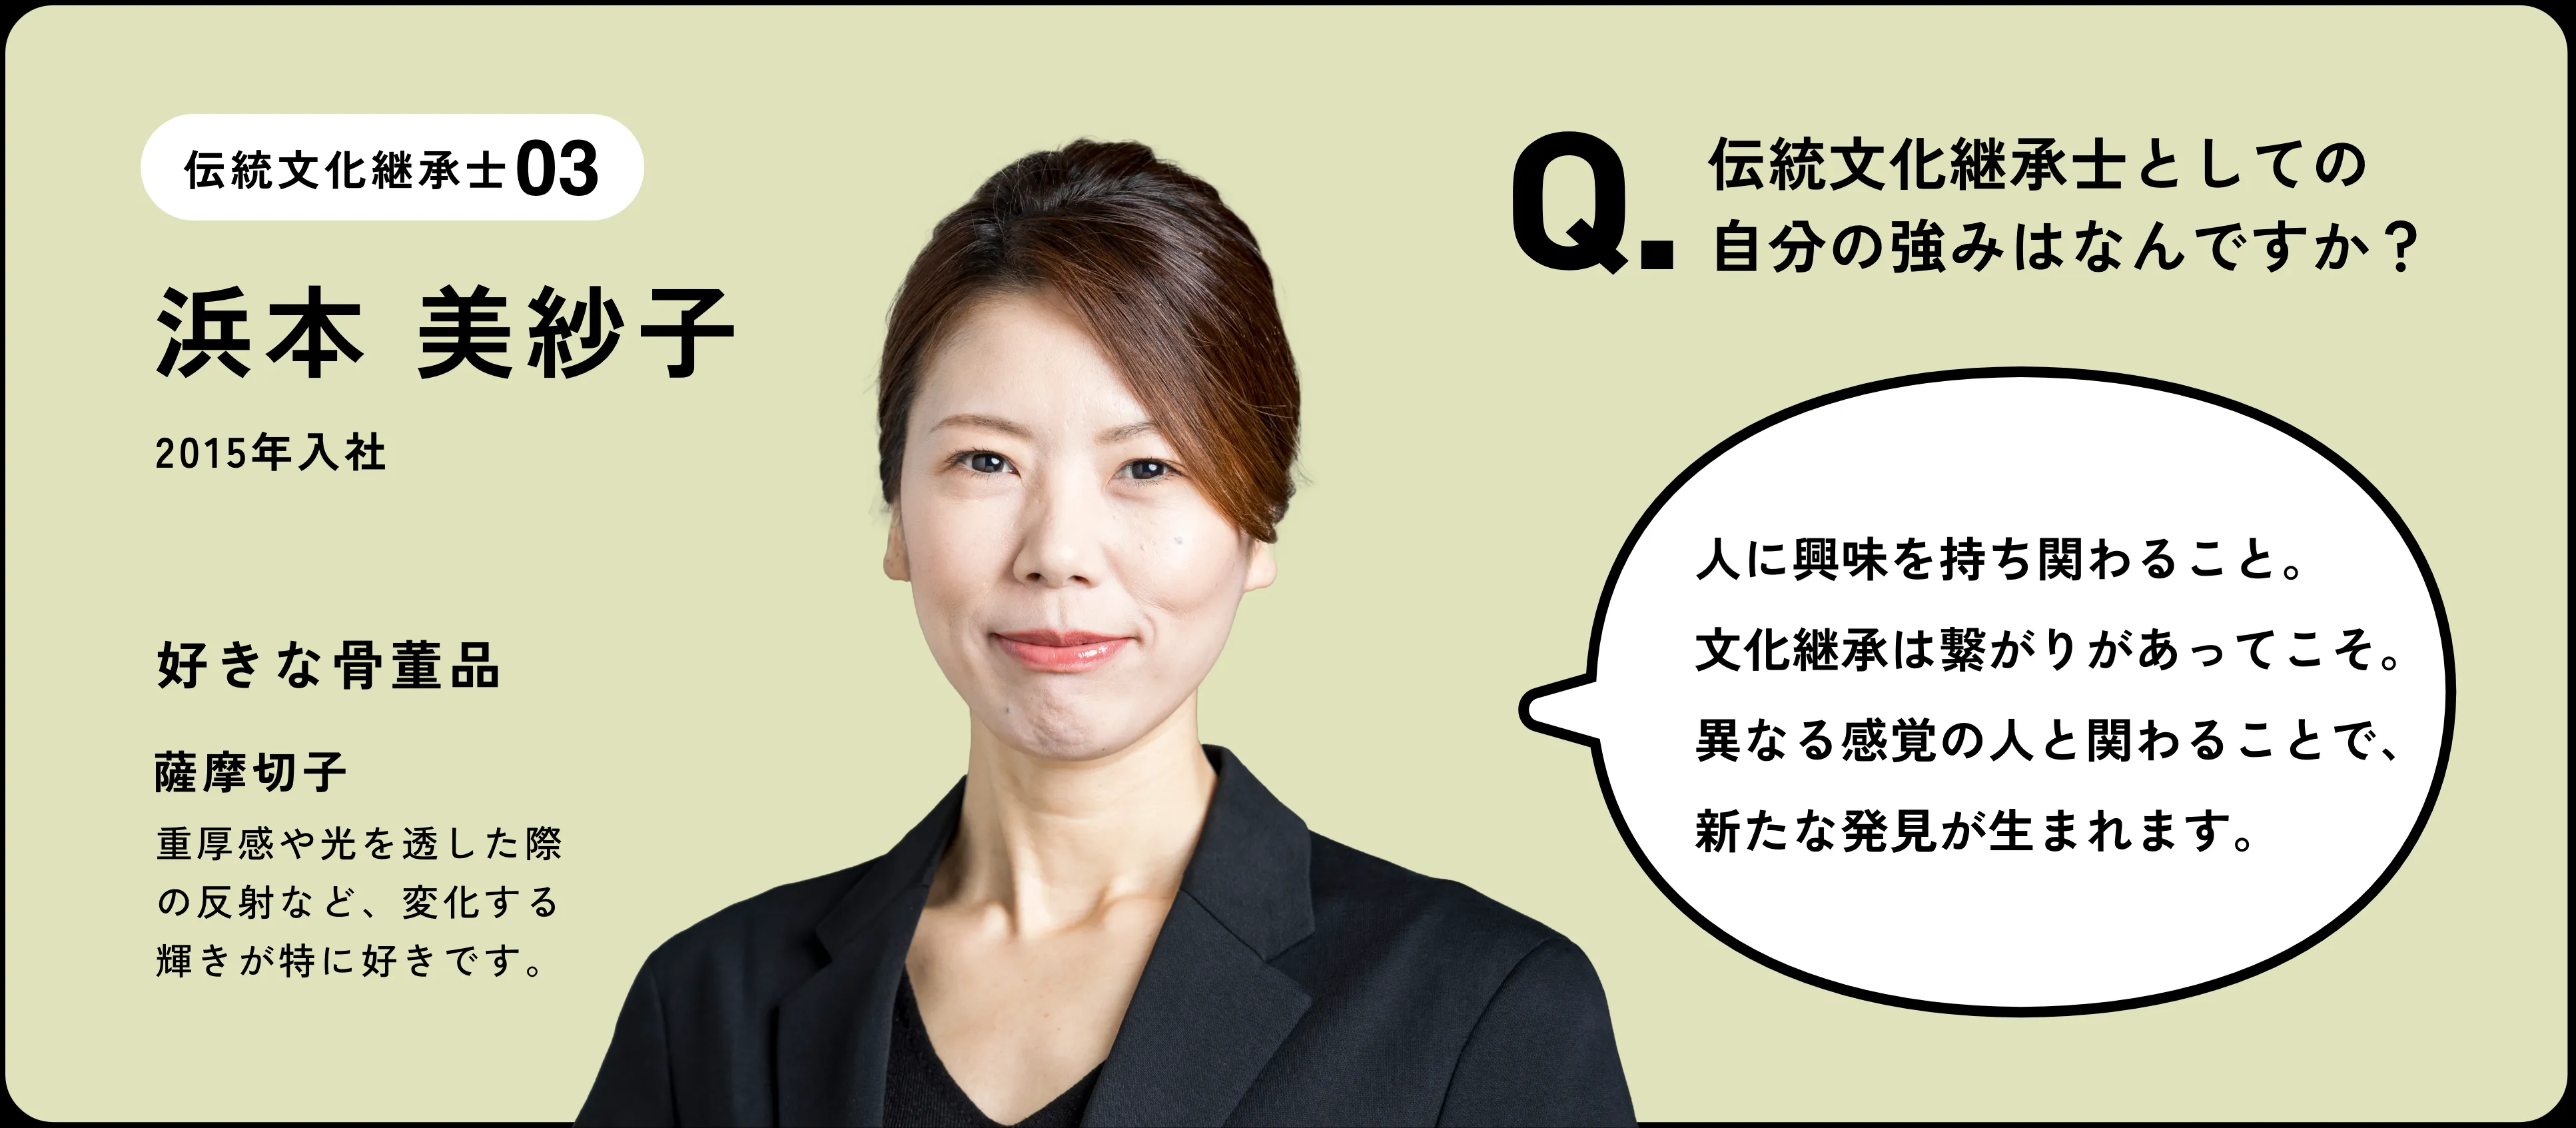 伝統文化継承士03
浜本 美紗子
2015年入社
好きな骨董品
薩摩切子
重厚感や光を透した際
の反射など、変化する
輝きが特に好きです。
Q. 伝統文化継承士としての
自分の強みはなんですか？
人に興味を持ち関わること。
文化継承は繋がりがあってこそ。
異なる感覚の人と関わることで、
新たな発見が生まれます。